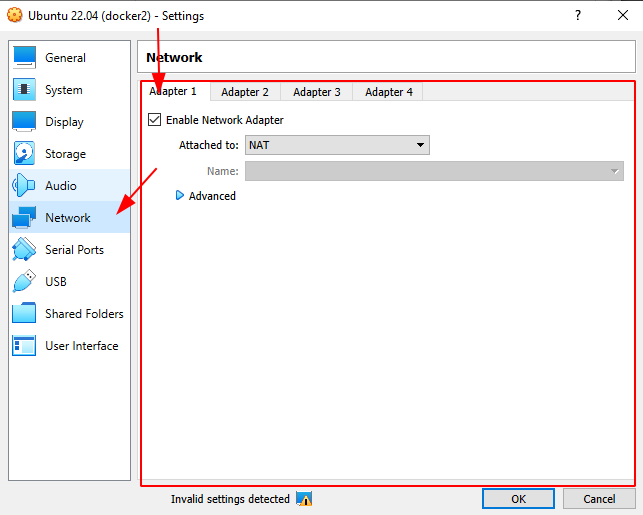 Ubuntu 22.04 (docker2) - Settings
?
General
System
Display
Storage
Audio
Network
Serial Ports
USB
Shared Folders
User Interface
Network
Adapter 1 Adapter 2 Adapter 3 Adapter 4
Enable Network Adapter
Attached to: NAT
Name:
Advanced
Invalid settings detected OK Cancel